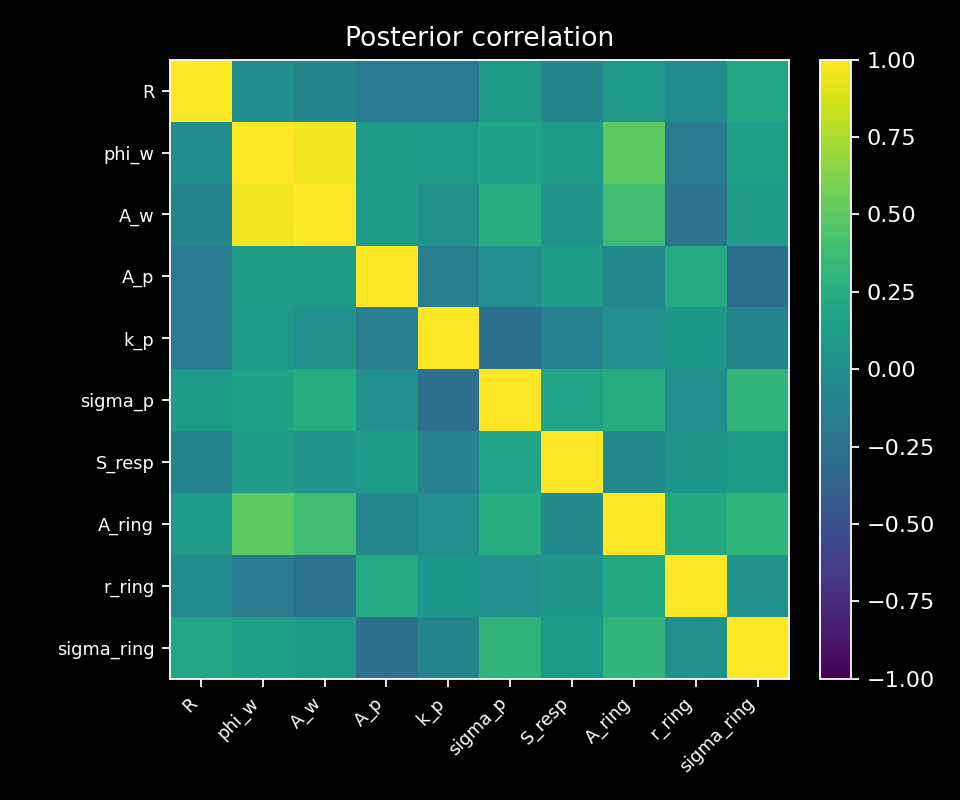 Posterior correlation
R
phi_w
A_w
A_p
k_p
sigma_p
S_resp
A_ring
r_ring
sigma_ring
R
phi_w
A_w
A_p
k_p
sigma_p
S_resp
A_ring
r_ring
sigma_ring
1.00
0.75
0.50
0.25
0.00
−0.25
−0.50
−0.75
−1.00